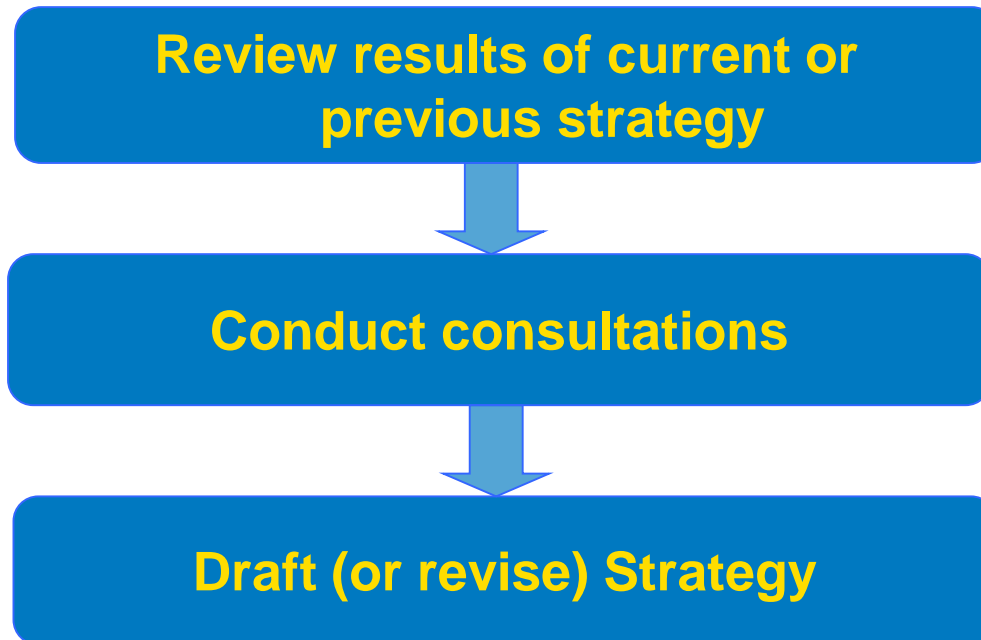 Review results of current or
previous strategy
Conduct consultations
Draft (or revise) Strategy